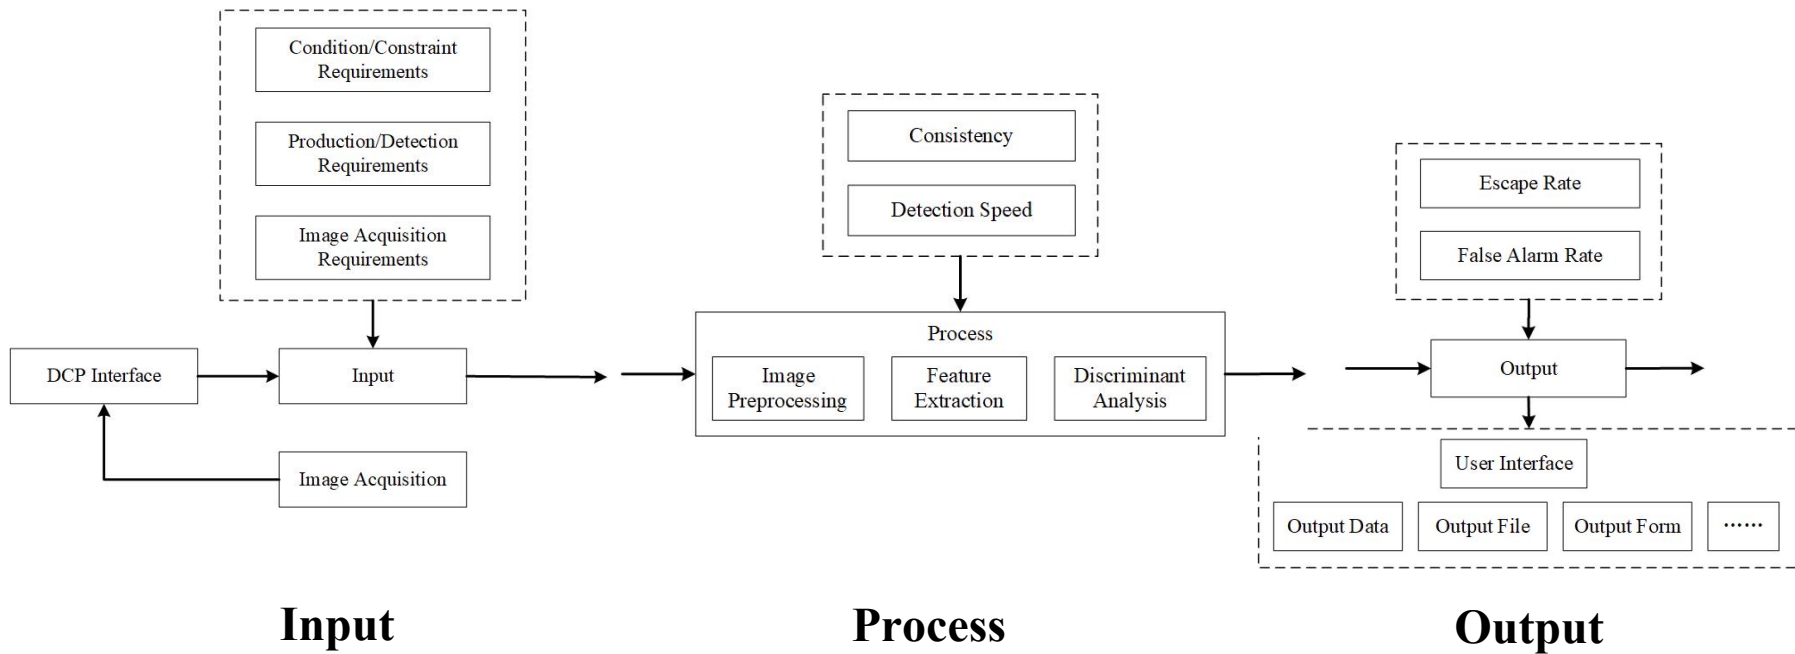 Condition/Constraint
Requirements
Production/Detection
Requirements
Image Acquisition
Requirements
DCP Interface
Input
Image Acquisition
Consistency
Detection Speed
Process
Image
Preprocessing
Feature
Extraction
Discriminant
Analysis
Escape Rate
False Alarm Rate
Output
User Interface
Output Data
Output File
Output Form
······
Input
Process
Output